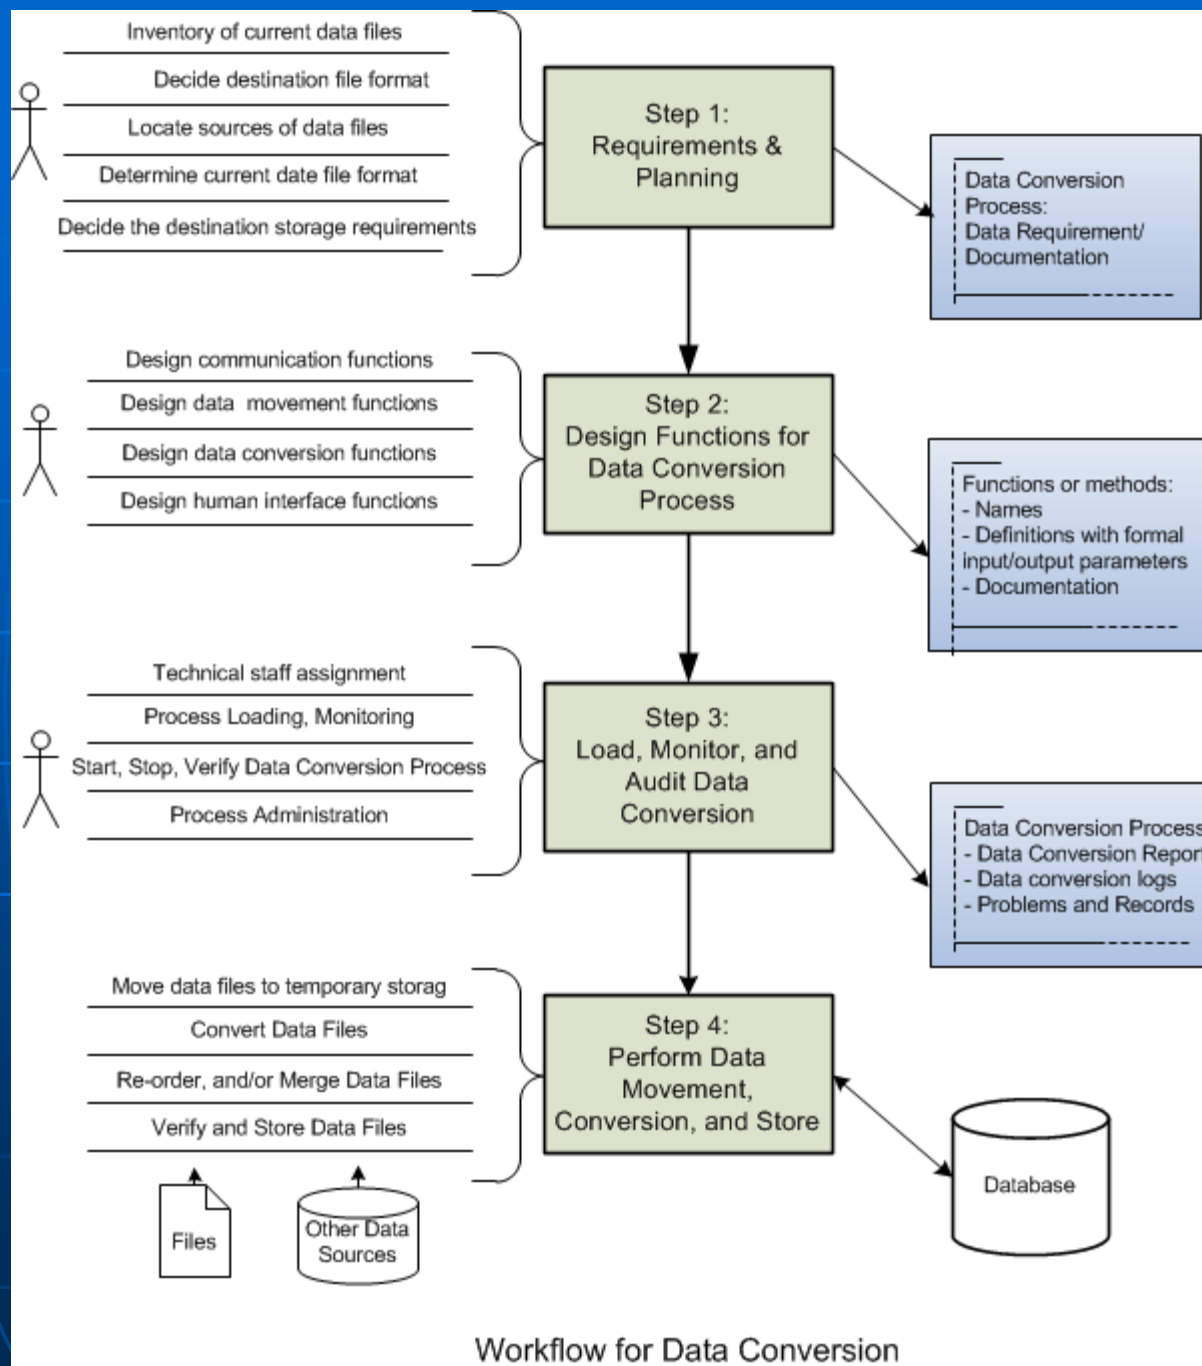 Inventory of current data files
Decide destination file format
Locate sources of data files
Determine current date file format
Decide the destination storage requirements
Step 1:
Requirements &
Planning
Data Conversion
Process:
Data Requirement/
Documentation
Design communication functions
Design data movement functions
Design data conversion functions
Design human interface functions
Step 2:
Design Functions for
Data Conversion
Process
Functions or methods:
- Names
- Definitions with formal
input/output parameters
- Documentation
Technical staff assignment
Process Loading, Monitoring
Start, Stop, Verify Data Conversion Process
Process Administration
Step 3:
Load, Monitor, and
Audit Data
Conversion
Data Conversion Process
- Data Conversion Report
- Data conversion logs
- Problems and Records
Move data files to temporary storag
Convert Data Files
Re-order, and/or Merge Data Files
Verify and Store Data Files
Step 4:
Perform Data
Movement,
Conversion, and Store
Files
Other Data
Sources
Database
Workflow for Data Conversion